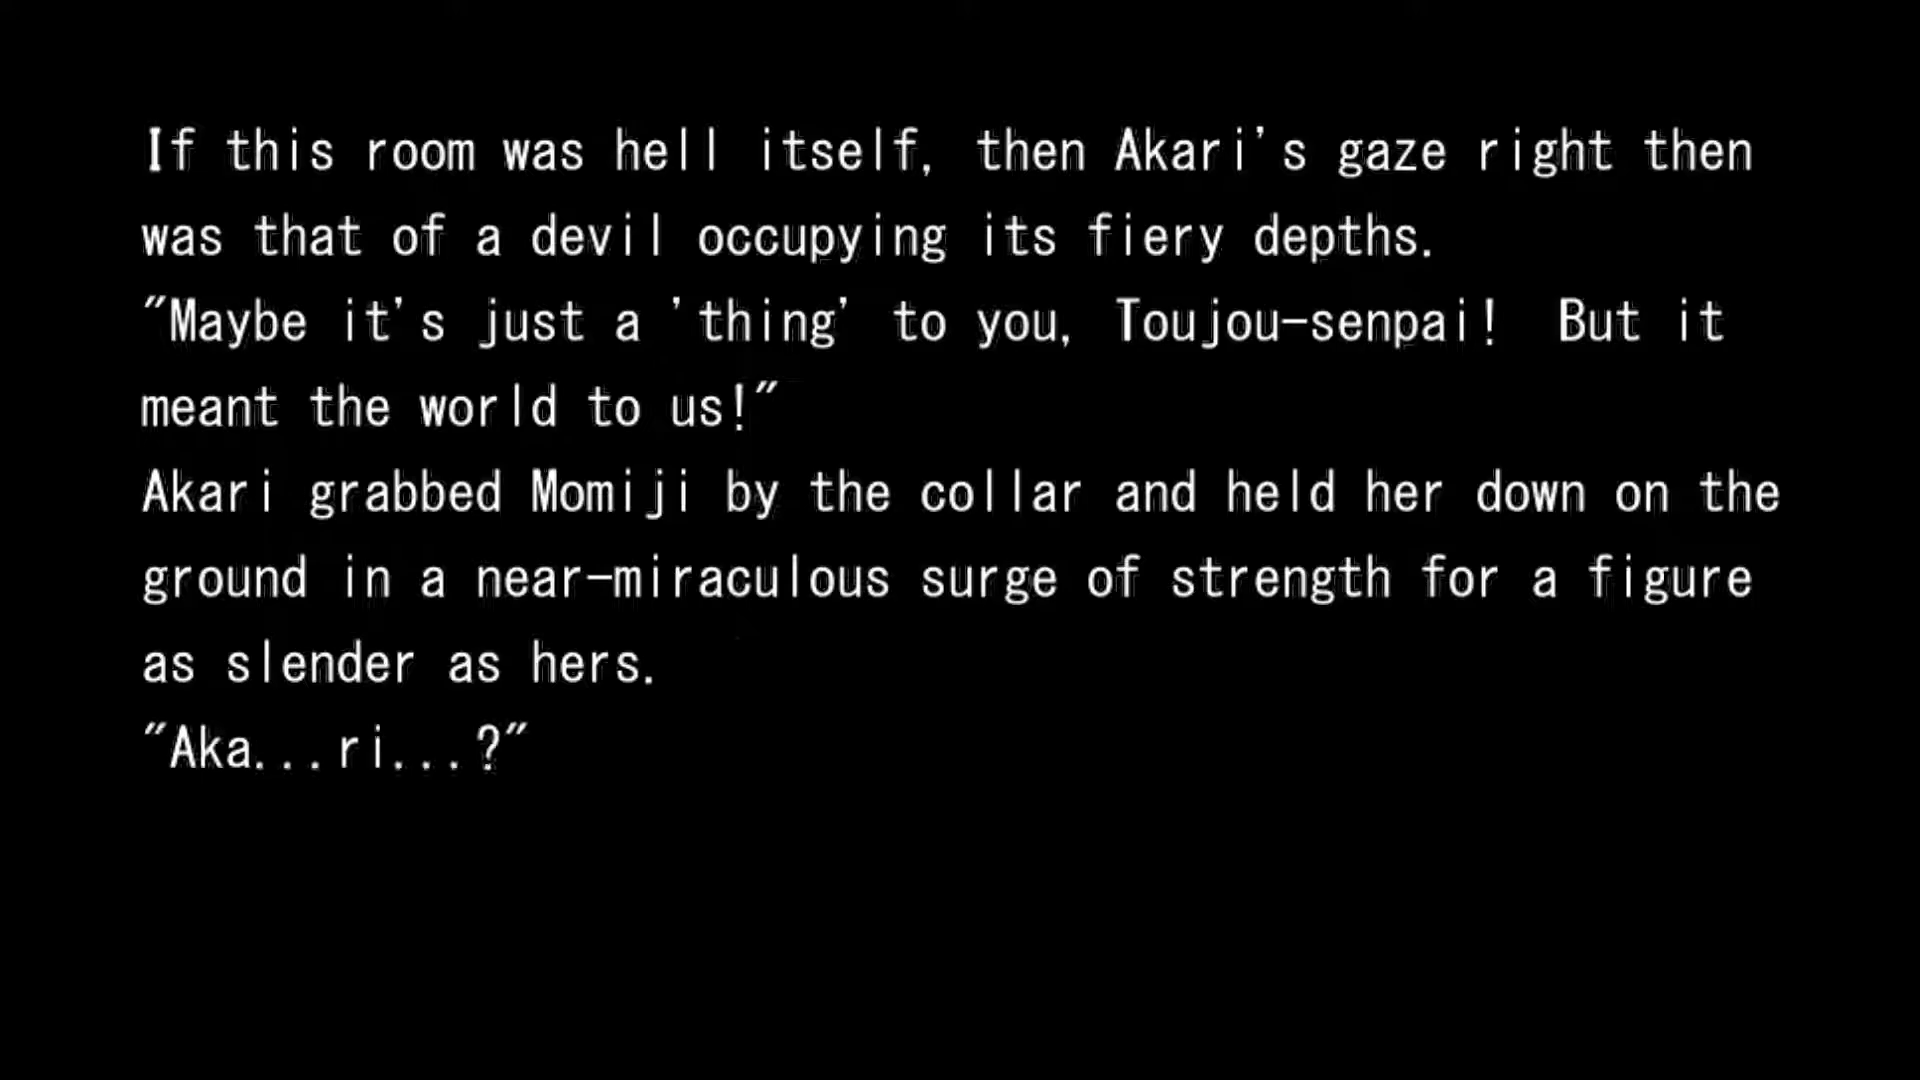 If this room was hell itself, then Akari's gaze right then
was that of a devil occupying its fiery depths.
"Maybe it's just a 'thing' to you, Toujou-senpai!  But it
meant the world to us!"
Akari grabbed Momiji by the collar and held her down on the
ground in a near-miraculous surge of strength for a figure
as slender as hers.
"Aka...ri...?"